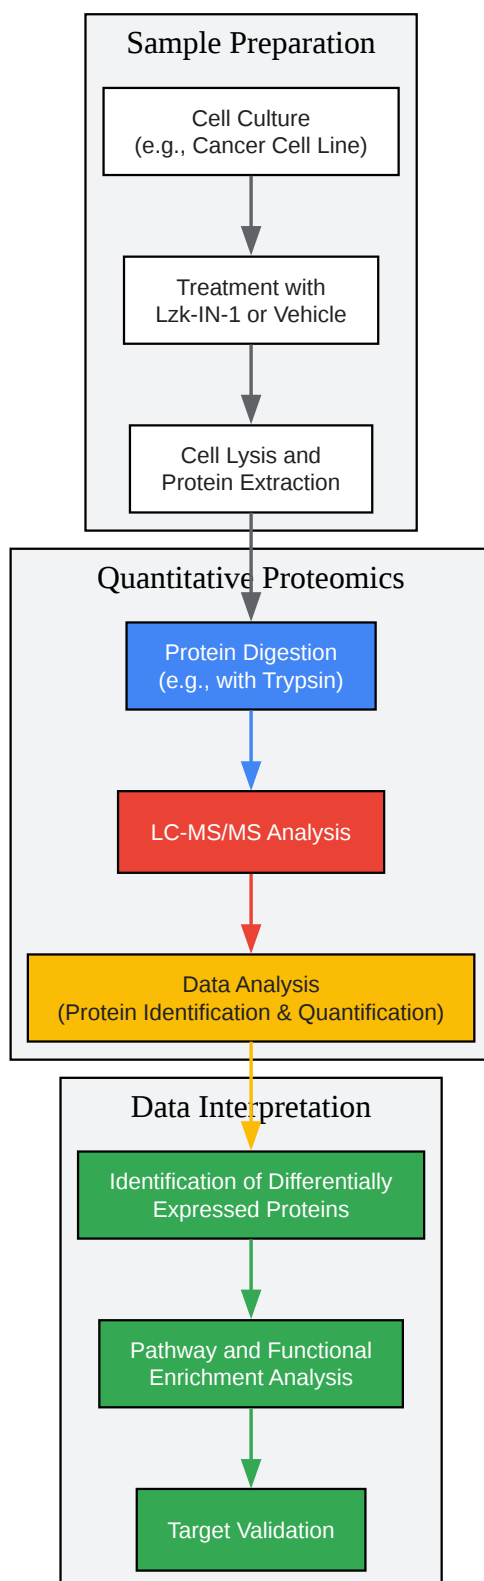 Sample Preparation
Cell Culture
(e.g., Cancer Cell Line)
Treatment with
Lzk-IN-1 or Vehicle
Cell Lysis and
Protein Extraction
Quantitative Proteomics
Protein Digestion
(e.g., with Trypsin)
LC-MS/MS Analysis
Data Analysis
(Protein Identification & Quantification)
Data Interpretation
Identification of Differentially
Expressed Proteins
Pathway and Functional
Enrichment Analysis
Target Validation